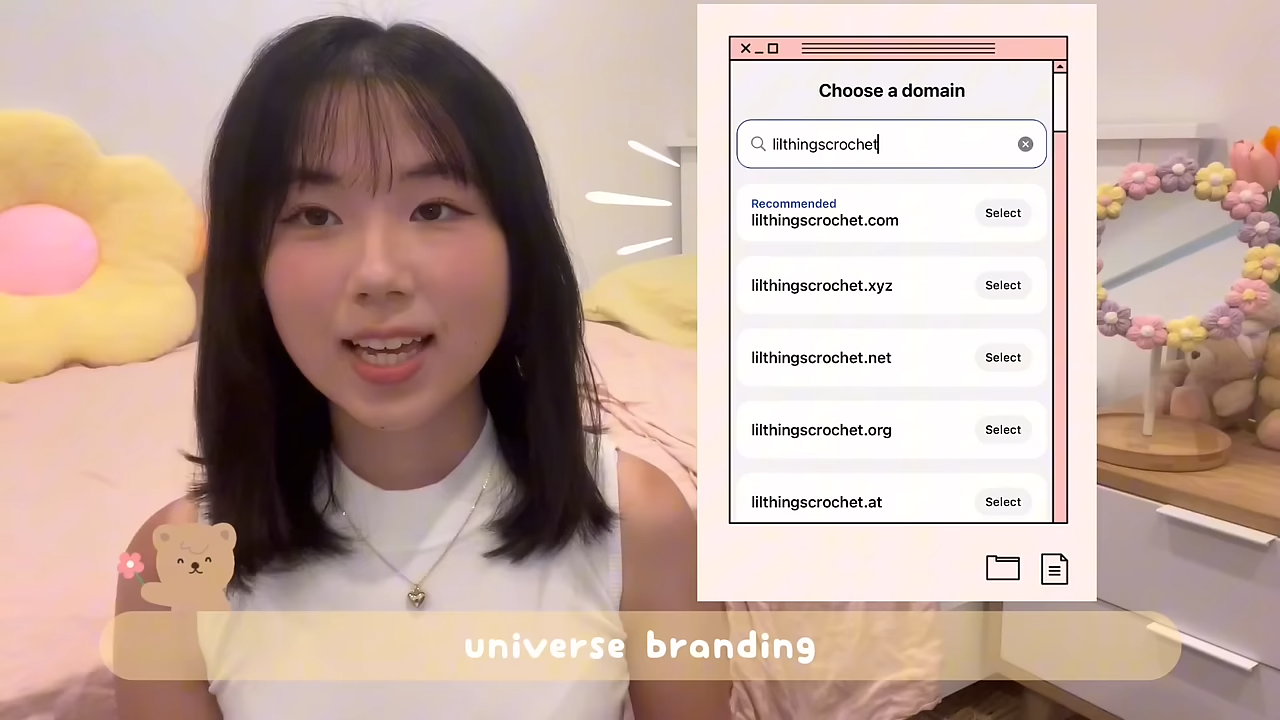 Choose a domain
lilthingscrochet
Recommended
lilthingscrochet.com
Select
lilthingscrochet.xyz
Select
lilthingscrochet.net
Select
lilthingscrochet.org
Select
lilthingscrochet.at
Select
universe branding